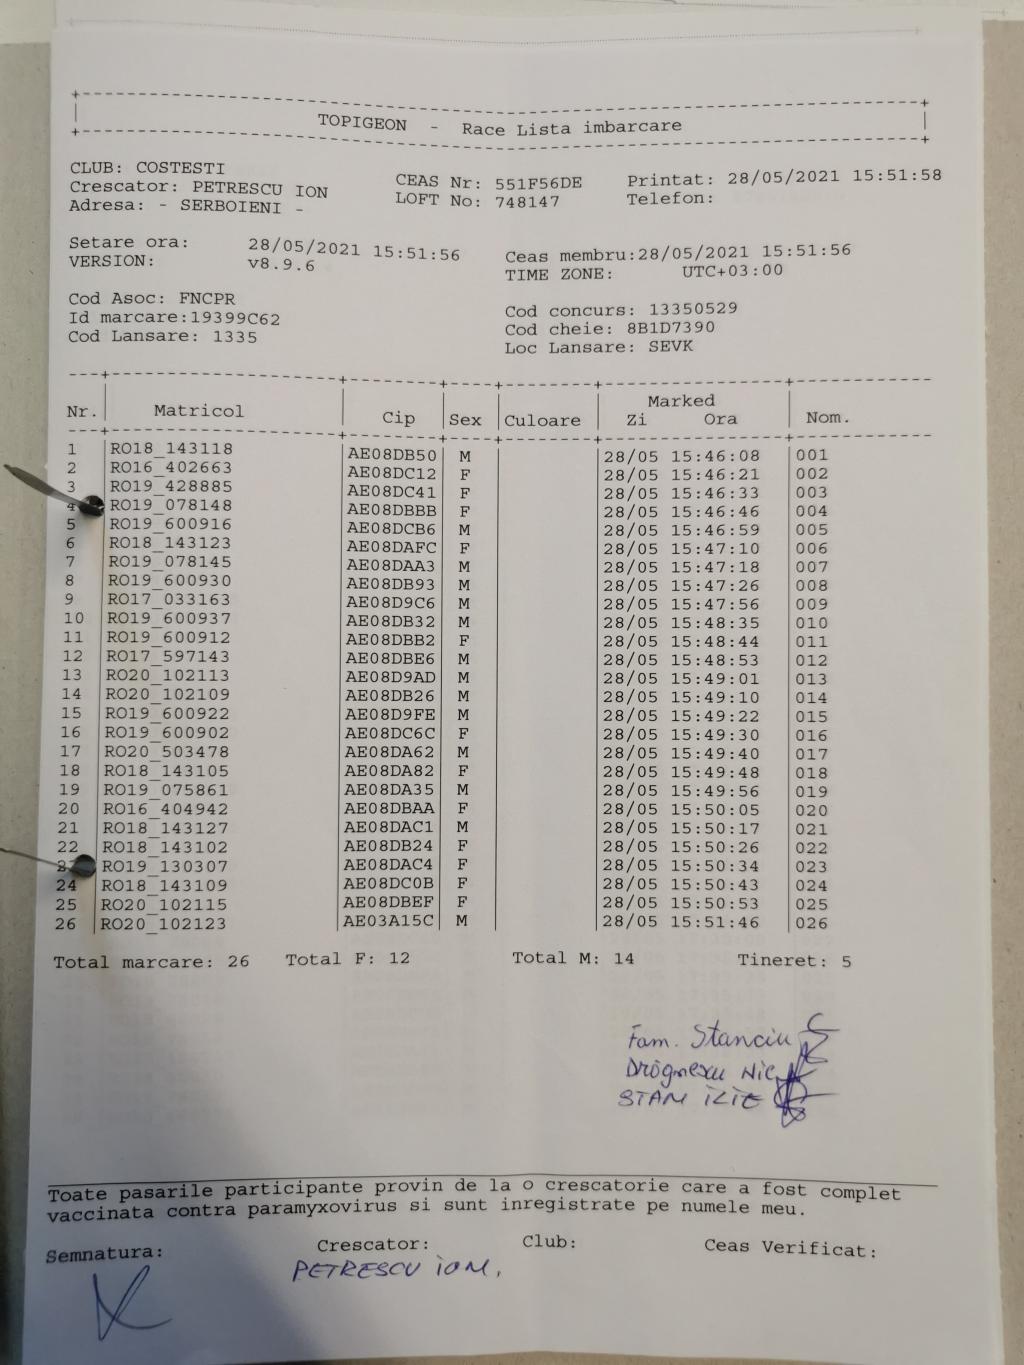 TOPIGEON - Race Lista imbarcare
CLUB: COSTESTI
Crescator: PETRESCU ION CEAS Nr: 551F56DE Printat: 28/05/2021 15:51:58
Adresa: - SERBOIENI - LOFT No: 748147 Telefon:
Setare ora: 28/05/2021 15:51:56 Ceas membru:28/05/2021 15:51:56
VERSION: v8.9.6 TIME ZONE: UTC+03:00
Cod Asoc: FNCPR Cod concurs: 13350529
Id marcare:19399C62 Cod cheie: 8B1D7390
Cod Lansare: 1335 Loc Lansare: SEVK
Marked
Nr. Matricol Cip Sex Culoare Zi Ora Nom.
1 RO18_143118 AE08DB50 M 28/05 15:46:08 001
2 RO16_402663 AE08DC12 F 28/05 15:46:21 002
3 RO19_428885 AE08DC41 F 28/05 15:46:33 003
4 RO19_078148 AE08DBBB F 28/05 15:46:46 004
5 RO19_600916 AE08DCB6 M 28/05 15:46:59 005
6 RO18_143123 AE08DAFC F 28/05 15:47:10 006
7 RO19_078145 AE08DAA3 M 28/05 15:47:18 007
8 RO19_600930 AE08DB93 M 28/05 15:47:26 008
9 RO17_033163 AE08D9C6 M 28/05 15:47:56 009
10 RO19_600937 AE08DB32 M 28/05 15:48:35 010
11 RO19_600912 AE08DBB2 F 28/05 15:48:44 011
12 RO17_597143 AE08DBE6 M 28/05 15:48:53 012
13 RO20_102113 AE08D9AD M 28/05 15:49:01 013
14 RO20_102109 AE08DB26 M 28/05 15:49:10 014
15 RO19_600922 AE08D9FE M 28/05 15:49:22 015
16 RO19_600902 AE08DC6C F 28/05 15:49:30 016
17 RO20_503478 AE08DA62 M 28/05 15:49:40 017
18 RO18_143105 AE08DA82 F 28/05 15:49:48 018
19 RO19_075861 AE08DA35 M 28/05 15:49:56 019
20 RO16_404942 AE08DBAA F 28/05 15:50:05 020
21 RO18_143127 AE08DAC1 M 28/05 15:50:17 021
22 RO18_143102 AE08DB24 F 28/05 15:50:26 022
23 RO19_130307 AE08DAC4 F 28/05 15:50:34 023
24 RO18_143109 AE08DC0B F 28/05 15:50:43 024
25 RO20_102115 AE08DBEF F 28/05 15:50:53 025
26 RO20_102123 AE03A15C M 28/05 15:51:46 026
Total marcare: 26 Total F: 12 Total M: 14 Tineret: 5
Fam. Stanciu
Nic
STAN ILIE
Toate pasarile participante provin de la o crescatorie care a fost complet
vaccinata contra paramyxovirus si sunt inregistrate pe numele meu.
Semnatura: Crescator: Club: Ceas Verificat:
PETRESCU ION.